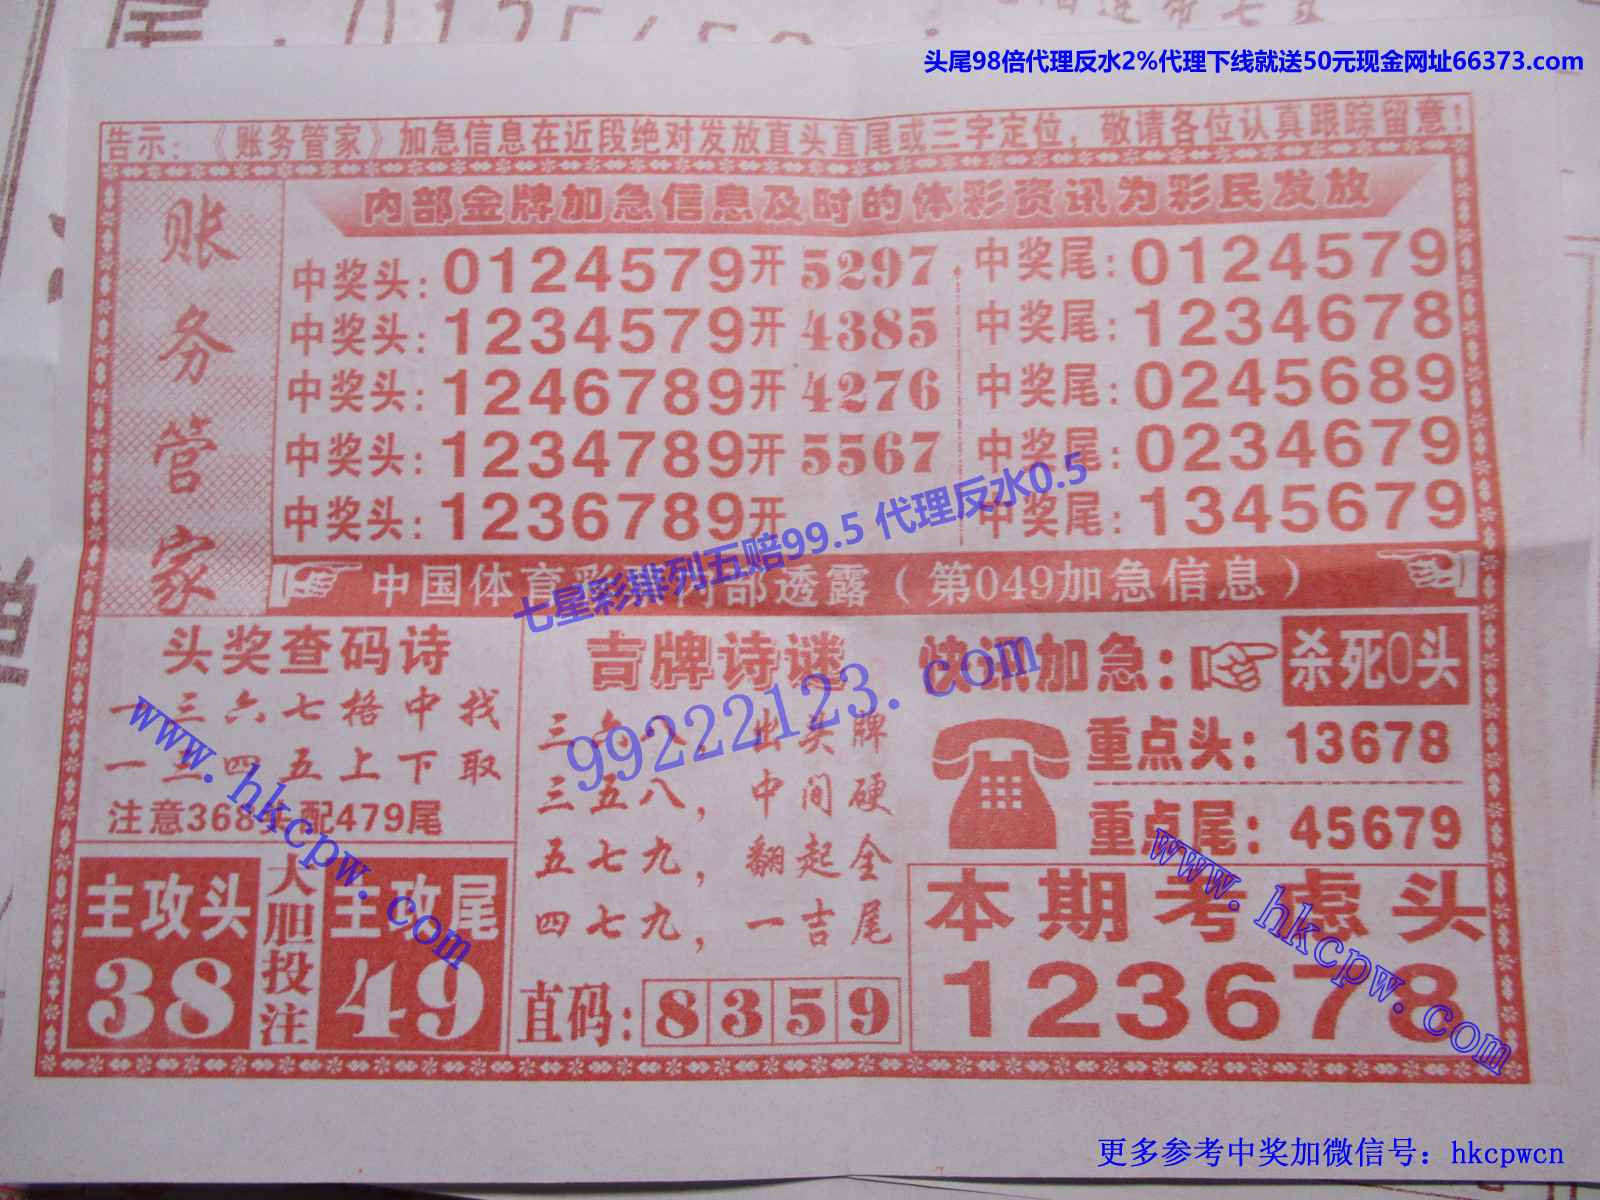 头尾98倍代理反水2%代理下线就送50元现金网址66373.com
告示：《账务管家》加急信息在近段绝对发放直头直尾或三字定位，敬请各位认真跟踪留意！
账务管家
内部金牌加急信息及时的体彩资讯为彩民发放
中奖头：0124579开5297 中奖尾：0124579
中奖头：1234579开4385 中奖尾：1234678
中奖头：1246789开4276 中奖尾：0245689
中奖头：1234789开5567 中奖尾：0234679
中奖头：1236789开 中奖尾：1345679
七星彩排列五赔99.5 代理反水0.5
中国体育彩 内部透露（第049加急信息）
头奖查码诗
一三六七格中找
一三四五上下取
注意368头配479尾
主攻头
38
大胆投注
主攻尾
49
吉牌诗谜
三六八，出头牌
三五八，中间硬
五七九，翻起全
四七九，一吉尾
直码：8359
快讯加急：杀死0头
重点头：13678
重点尾：45679
本期考虑头
123678
99222123.com
www.hkcpw.com
www.hkcpw.com
更多参考中奖加微信号：hkcpwcn